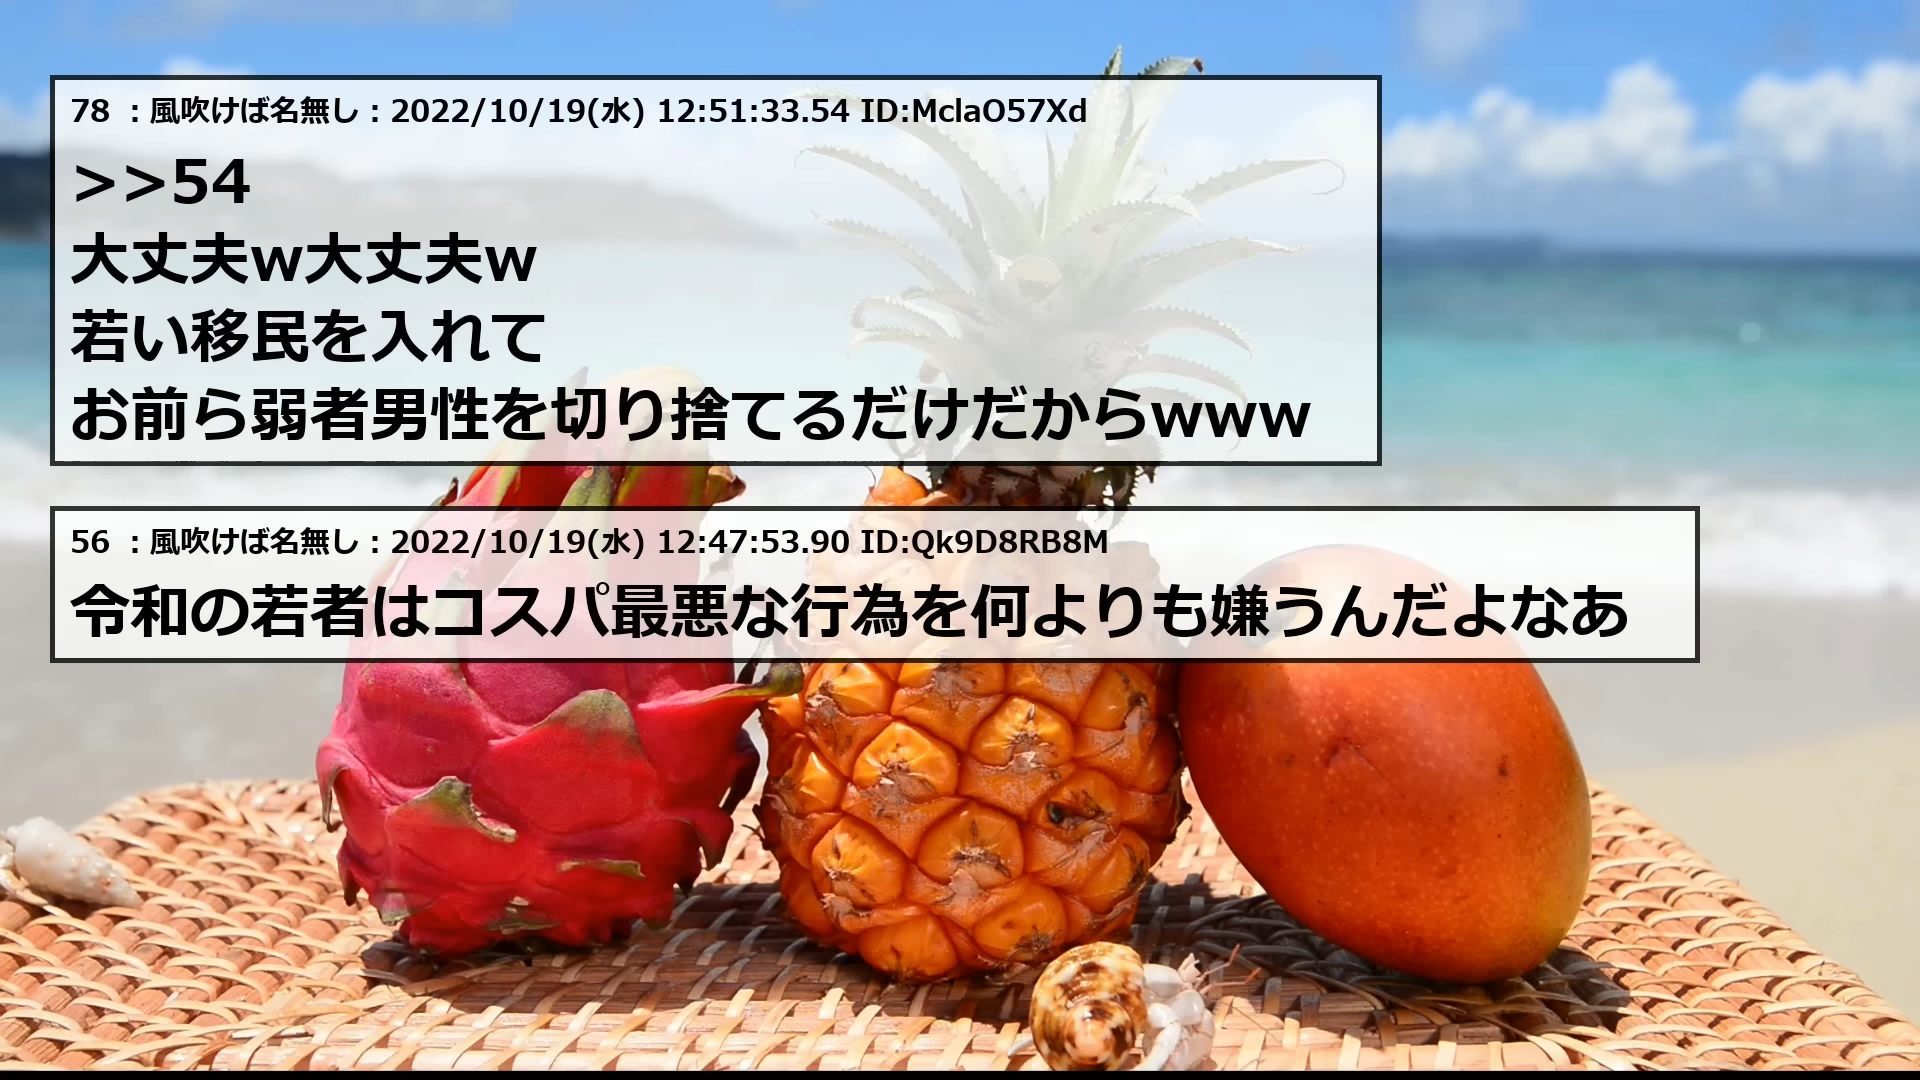 78 ：風吹けば名無し：2022/10/19(水) 12:51:33.54 ID:MclaO57Xd
>>54
大丈夫w大丈夫w
若い移民を入れて
お前ら弱者男性を切り捨てるだけだからwww
56 ：風吹けば名無し：2022/10/19(水) 12:47:53.90 ID:Qk9D8RB8M
令和の若者はコスパ最悪な行為を何よりも嫌うんだよなあ